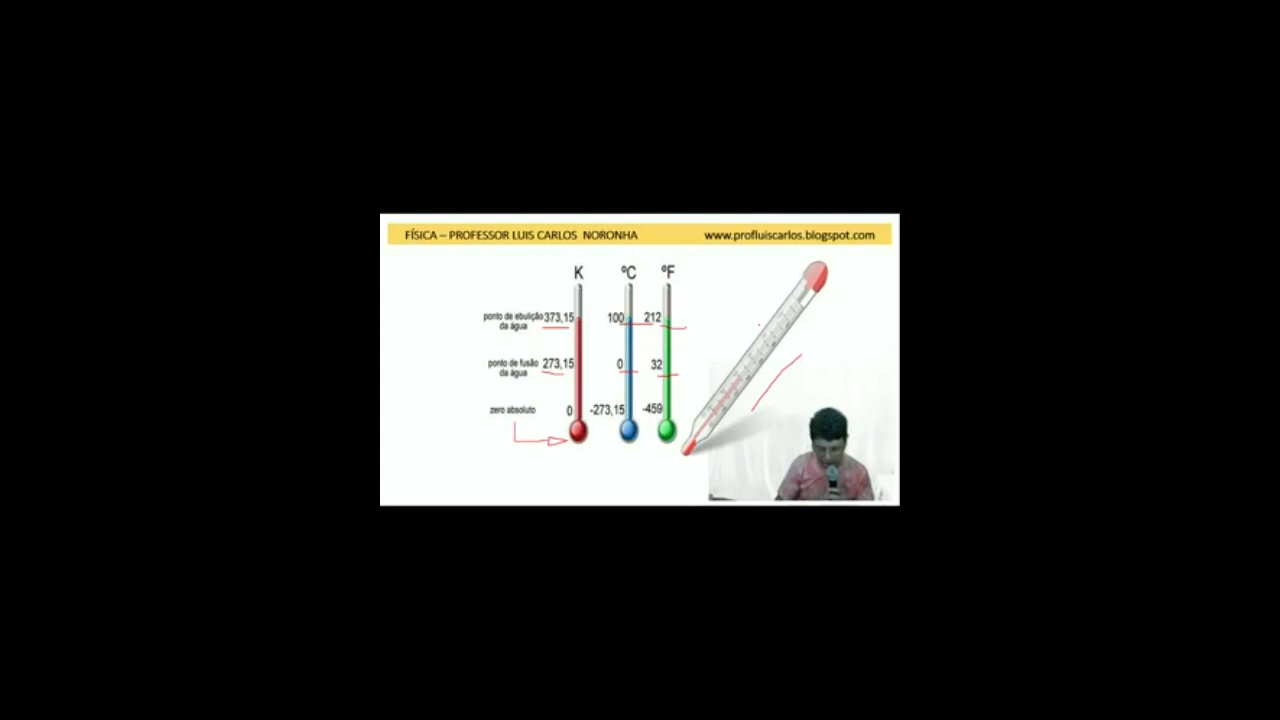 FÍSICA – PROFESSOR LUIS CARLOS NORONHA www.profluiscarlos.blogspot.com
K ºC ºF
ponto de ebulição 373,15 100 212
da água
ponto de fusão 273,15 0 32
da água
zero absoluto 0 -273,15 -459